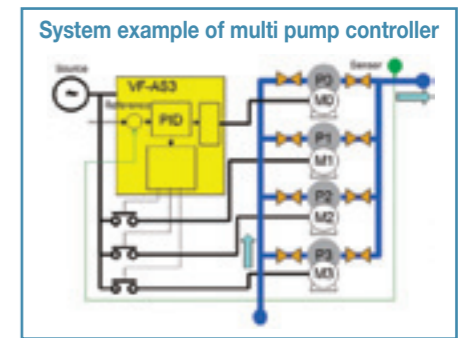 System example of multi pump controller
Source
Sensor
VF-AS3
Reference
PID
P0
M0
P1
M1
P2
M2
P3
M3